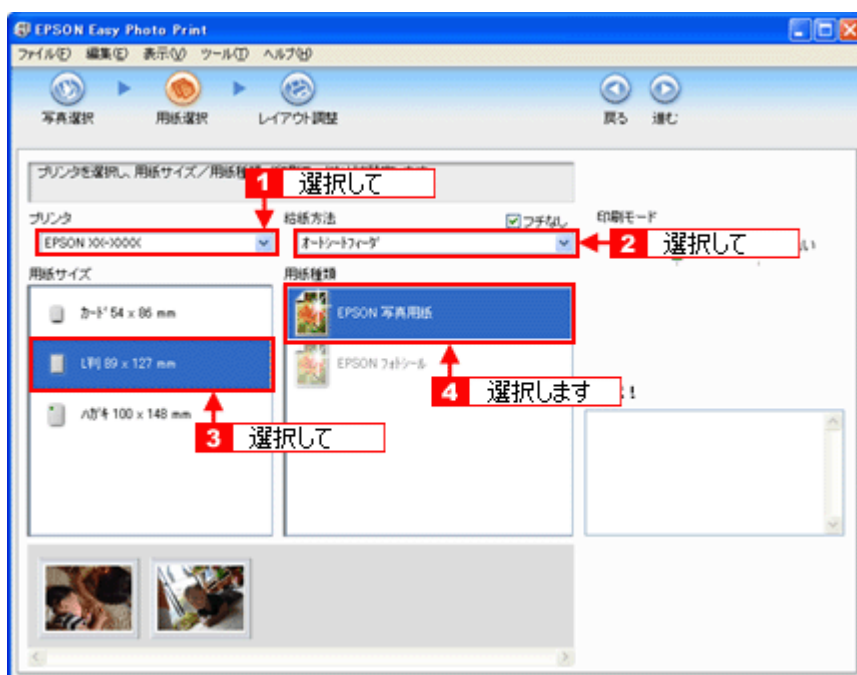 EPSON Easy Photo Print
ファイル(F) 編集(E) 表示(V) ツール(T) ヘルプ(H)
写真選択 用紙選択 レイアウト調整 戻る 進む
プリンタを選択し、用紙サイズ/用紙種類
1 選択して
プリンタ 給紙方法 フチなし 印刷モード
EPSON XX-XXXX オートシートフィーダ 2 選択して い
用紙サイズ 用紙種類
カード 54 x 86 mm EPSON 写真用紙
L判 89 x 127 mm EPSON フォトシール
4 選択します !
ハガキ 100 x 148 mm
3 選択して